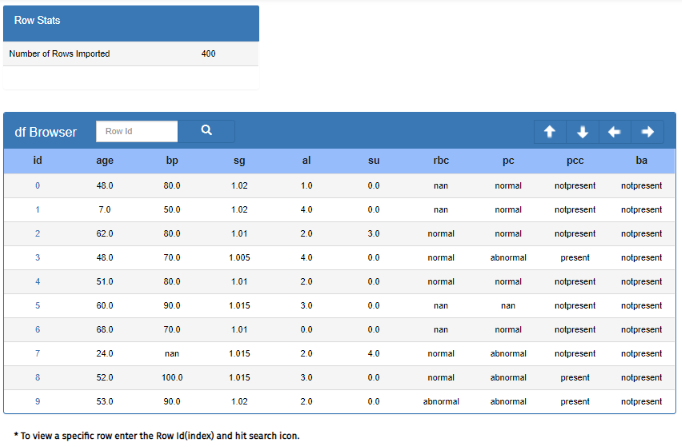 Row Stats
Number of Rows Imported 400
df Browser Row Id
id age bp sg al su rbc pc pcc ba
0 48.0 80.0 1.02 1.0 0.0 nan normal notpresent notpresent
1 7.0 50.0 1.02 4.0 0.0 nan normal notpresent notpresent
2 62.0 80.0 1.01 2.0 3.0 normal normal notpresent notpresent
3 48.0 70.0 1.005 4.0 0.0 normal abnormal present notpresent
4 51.0 80.0 1.01 2.0 0.0 normal normal notpresent notpresent
5 60.0 90.0 1.015 3.0 0.0 nan nan notpresent notpresent
6 68.0 70.0 1.01 0.0 0.0 nan normal notpresent notpresent
7 24.0 nan 1.015 2.0 4.0 normal abnormal notpresent notpresent
8 52.0 100.0 1.015 3.0 0.0 normal abnormal present notpresent
9 53.0 90.0 1.02 2.0 0.0 abnormal abnormal present notpresent
* To view a specific row enter the Row Id(index) and hit search icon.